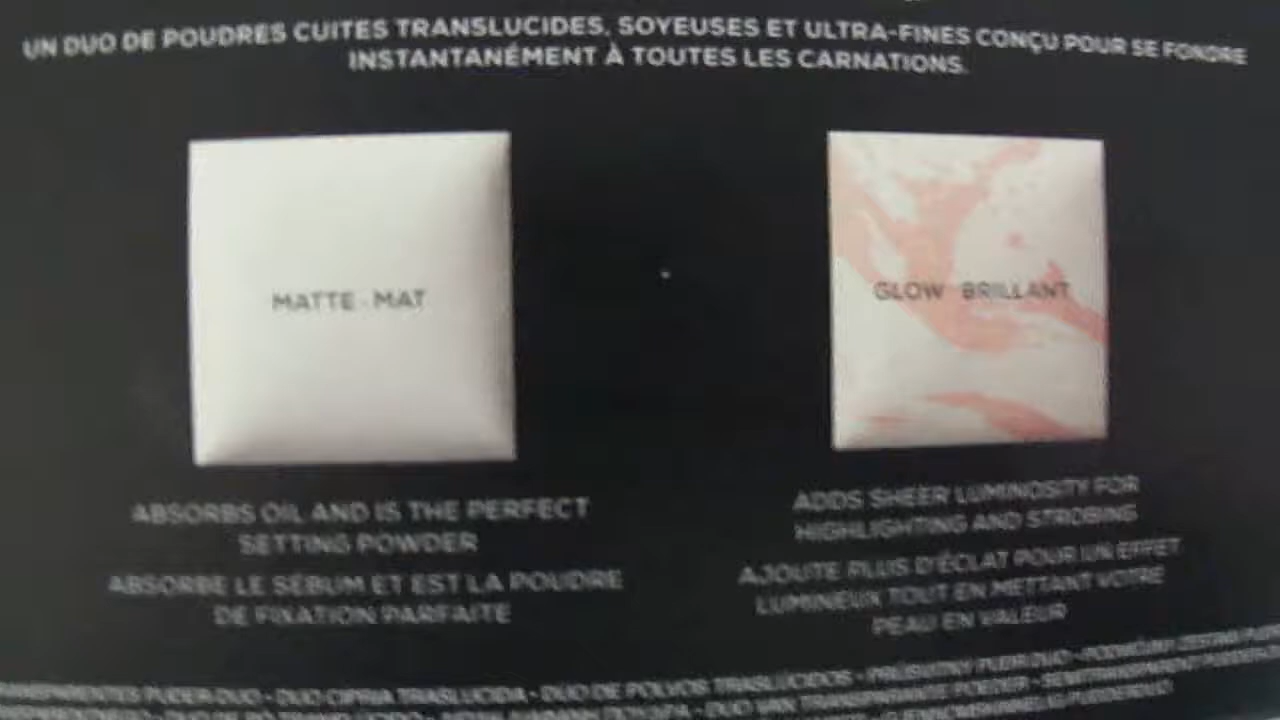 UN DUO DE POUDRES CUITES TRANSLUCIDES, SOYEUSES ET ULTRA-FINES CONÇU POUR SE FONDRE
INSTANTANÉMENT À TOUTES LES CARNATIONS.
MATTE · MAT
ABSORBS OIL AND IS THE PERFECT
SETTING POWDER
ABSORBE LE SÉBUM ET EST LA POUDRE
DE FIXATION PARFAITE
GLOW BRILLANT
ADDS SHEER LUMINOSITY FOR
HIGHLIGHTING AND STROBING
AJOUTE PLUS D'ÉCLAT POUR UN EFFET
LUMINEUX TOUT EN METTANT VOTRE
PEAU EN VALEUR
PUDER-DUO • DUO CIPRIA TRASLUCIDA • DUO DE POLVOS TRASLÚCIDOS